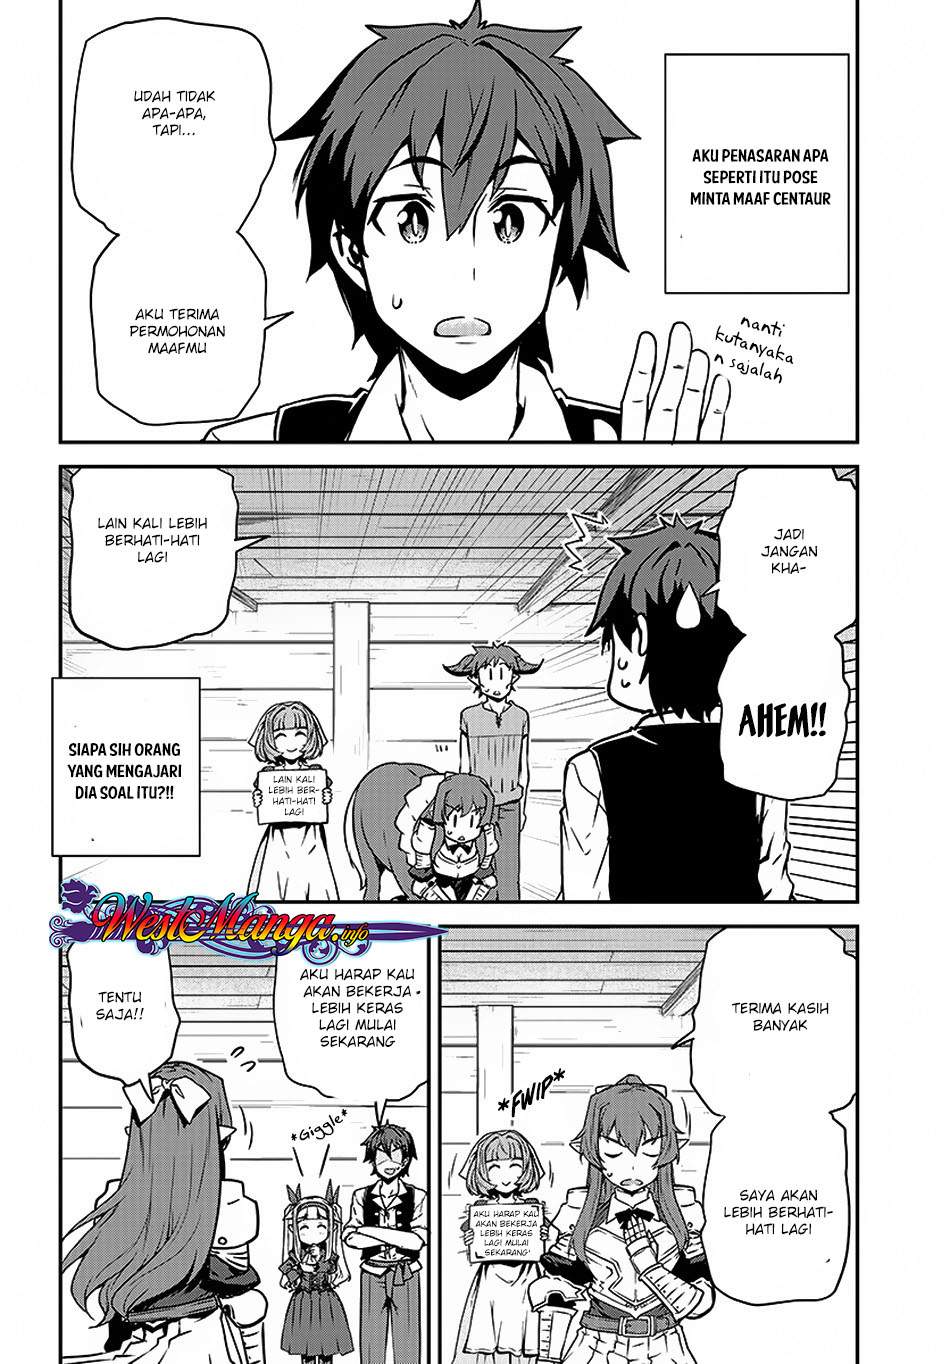 UDAH TIDAK
APA-APA,
TAPI...
AKU PENASARAN APA
SEPERTI ITU POSE
MINTA MAAF CENTAUR
AKU TERIMA
PERMOHONAN
MAAFMU
nanti
kutanyaka
n sajalah
LAIN KALI LEBIH
BERHATI-HATI
LAGI
JADI
JANGAN
KHA-
AHEM!!
SIAPA SIH ORANG
YANG MENGAJARI
DIA SOAL ITU?!!
LAIN KALI
LEBIH BER-
HATI-HATI
LAGI
WestManga.info
AKU HARAP KAU
AKAN BEKERJA
LEBIH KERAS
LAGI MULAI
SEKARANG
TENTU
SAJA!!
*Giggle*
TERIMA KASIH
BANYAK
*FWIP*
AKU HARAP KAU
AKAN BEKERJA
LEBIH KERAS
LAGI MULAI
SEKARANG!
SAYA AKAN
LEBIH BERHATI-
HATI LAGI